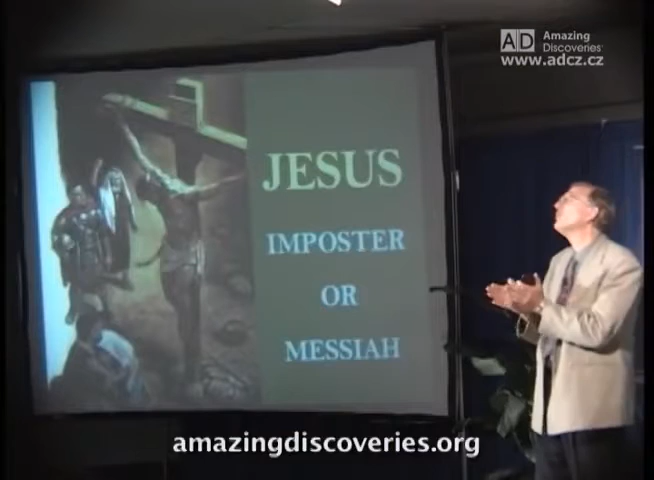 AD Amazing
Discoveries
www.adcz.cz
JESUS
IMPOSTER
OR
MESSIAH
amazingdiscoveries.org